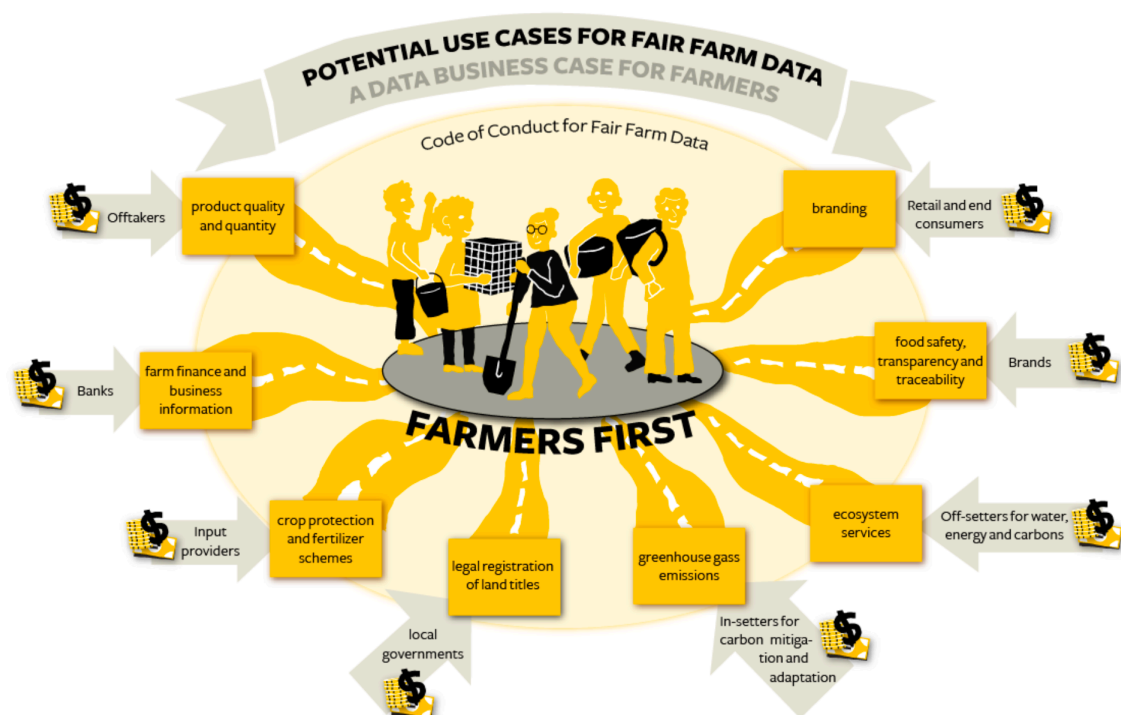 POTENTIAL USE CASES FOR FAIR FARM DATA
A DATA BUSINESS CASE FOR FARMERS
Code of Conduct for Fair Farm Data
Offtakers
product quality
and quantity
branding
Retail and end
consumers
Banks
farm finance and
business
information
food safety,
transparency and
traceability
Brands
FARMERS FIRST
Input
providers
crop protection
and fertilizer
schemes
legal registration
of land titles
greenhouse gass
emissions
ecosystem
services
Off-setters for water,
energy and carbons
local
governments
In-setters for
carbon mitiga-
tion and
adaptation
$
$
$
$
$
$
$
$